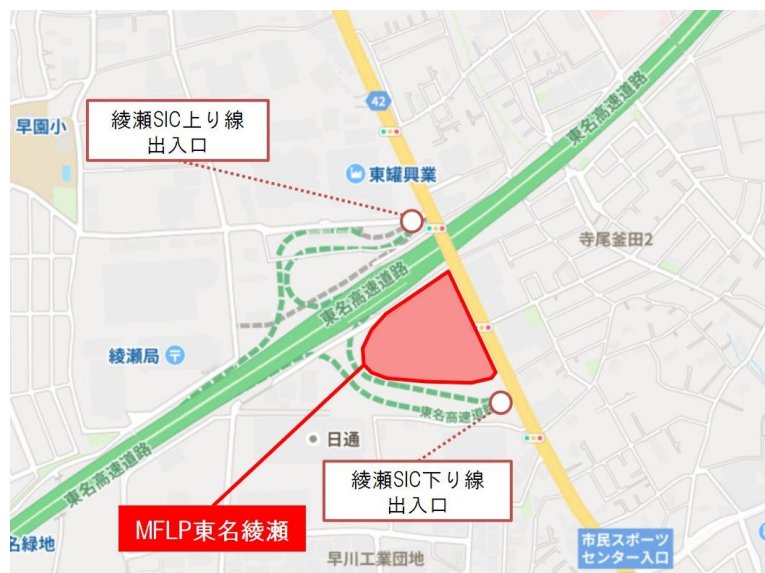 綾瀬SIC上り線
出入口
早園小
42
東名高速道路
東罐興業
寺尾釜田2
東名高速道路
綾瀬局
東名高速道路
東名高速道路
日通
綾瀬SIC下り線
出入口
MFLP東名綾瀬
名緑地
早川工業団地
市民スポーツ
センター入口